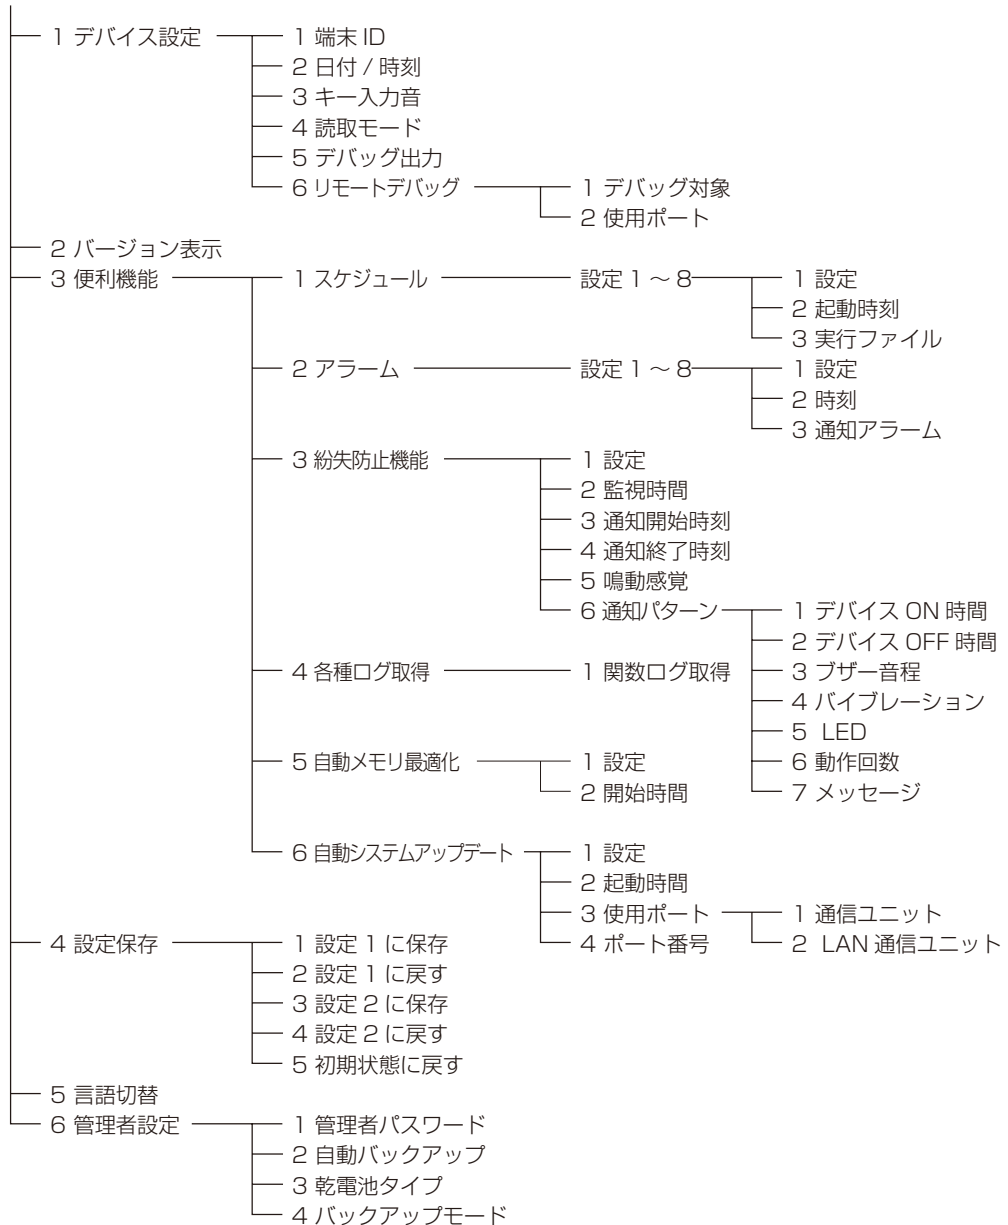 1 デバイス設定 1 端末 ID
2 日付 / 時刻
3 キー入力音
4 読取モード
5 デバッグ出力
6 リモートデバッグ 1 デバッグ対象
2 使用ポート
2 バージョン表示
3 便利機能 1 スケジュール 設定 1 ~ 8 1 設定
2 起動時刻
3 実行ファイル
2 アラーム 設定 1 ~ 8 1 設定
2 時刻
3 通知アラーム
3 紛失防止機能 1 設定
2 監視時間
3 通知開始時刻
4 通知終了時刻
5 鳴動感覚
6 通知パターン 1 デバイス ON 時間
2 デバイス OFF 時間
4 各種ログ取得 1 関数ログ取得 3 ブザー音程
4 バイブレーション
5 LED
5 自動メモリ最適化 1 設定 6 動作回数
2 開始時間 7 メッセージ
6 自動システムアップデート 1 設定
2 起動時間
3 使用ポート 1 通信ユニット
4 設定保存 1 設定 1 に保存 4 ポート番号 2 LAN 通信ユニット
2 設定 1 に戻す
3 設定 2 に保存
4 設定 2 に戻す
5 初期状態に戻す
5 言語切替
6 管理者設定 1 管理者パスワード
2 自動バックアップ
3 乾電池タイプ
4 バックアップモード